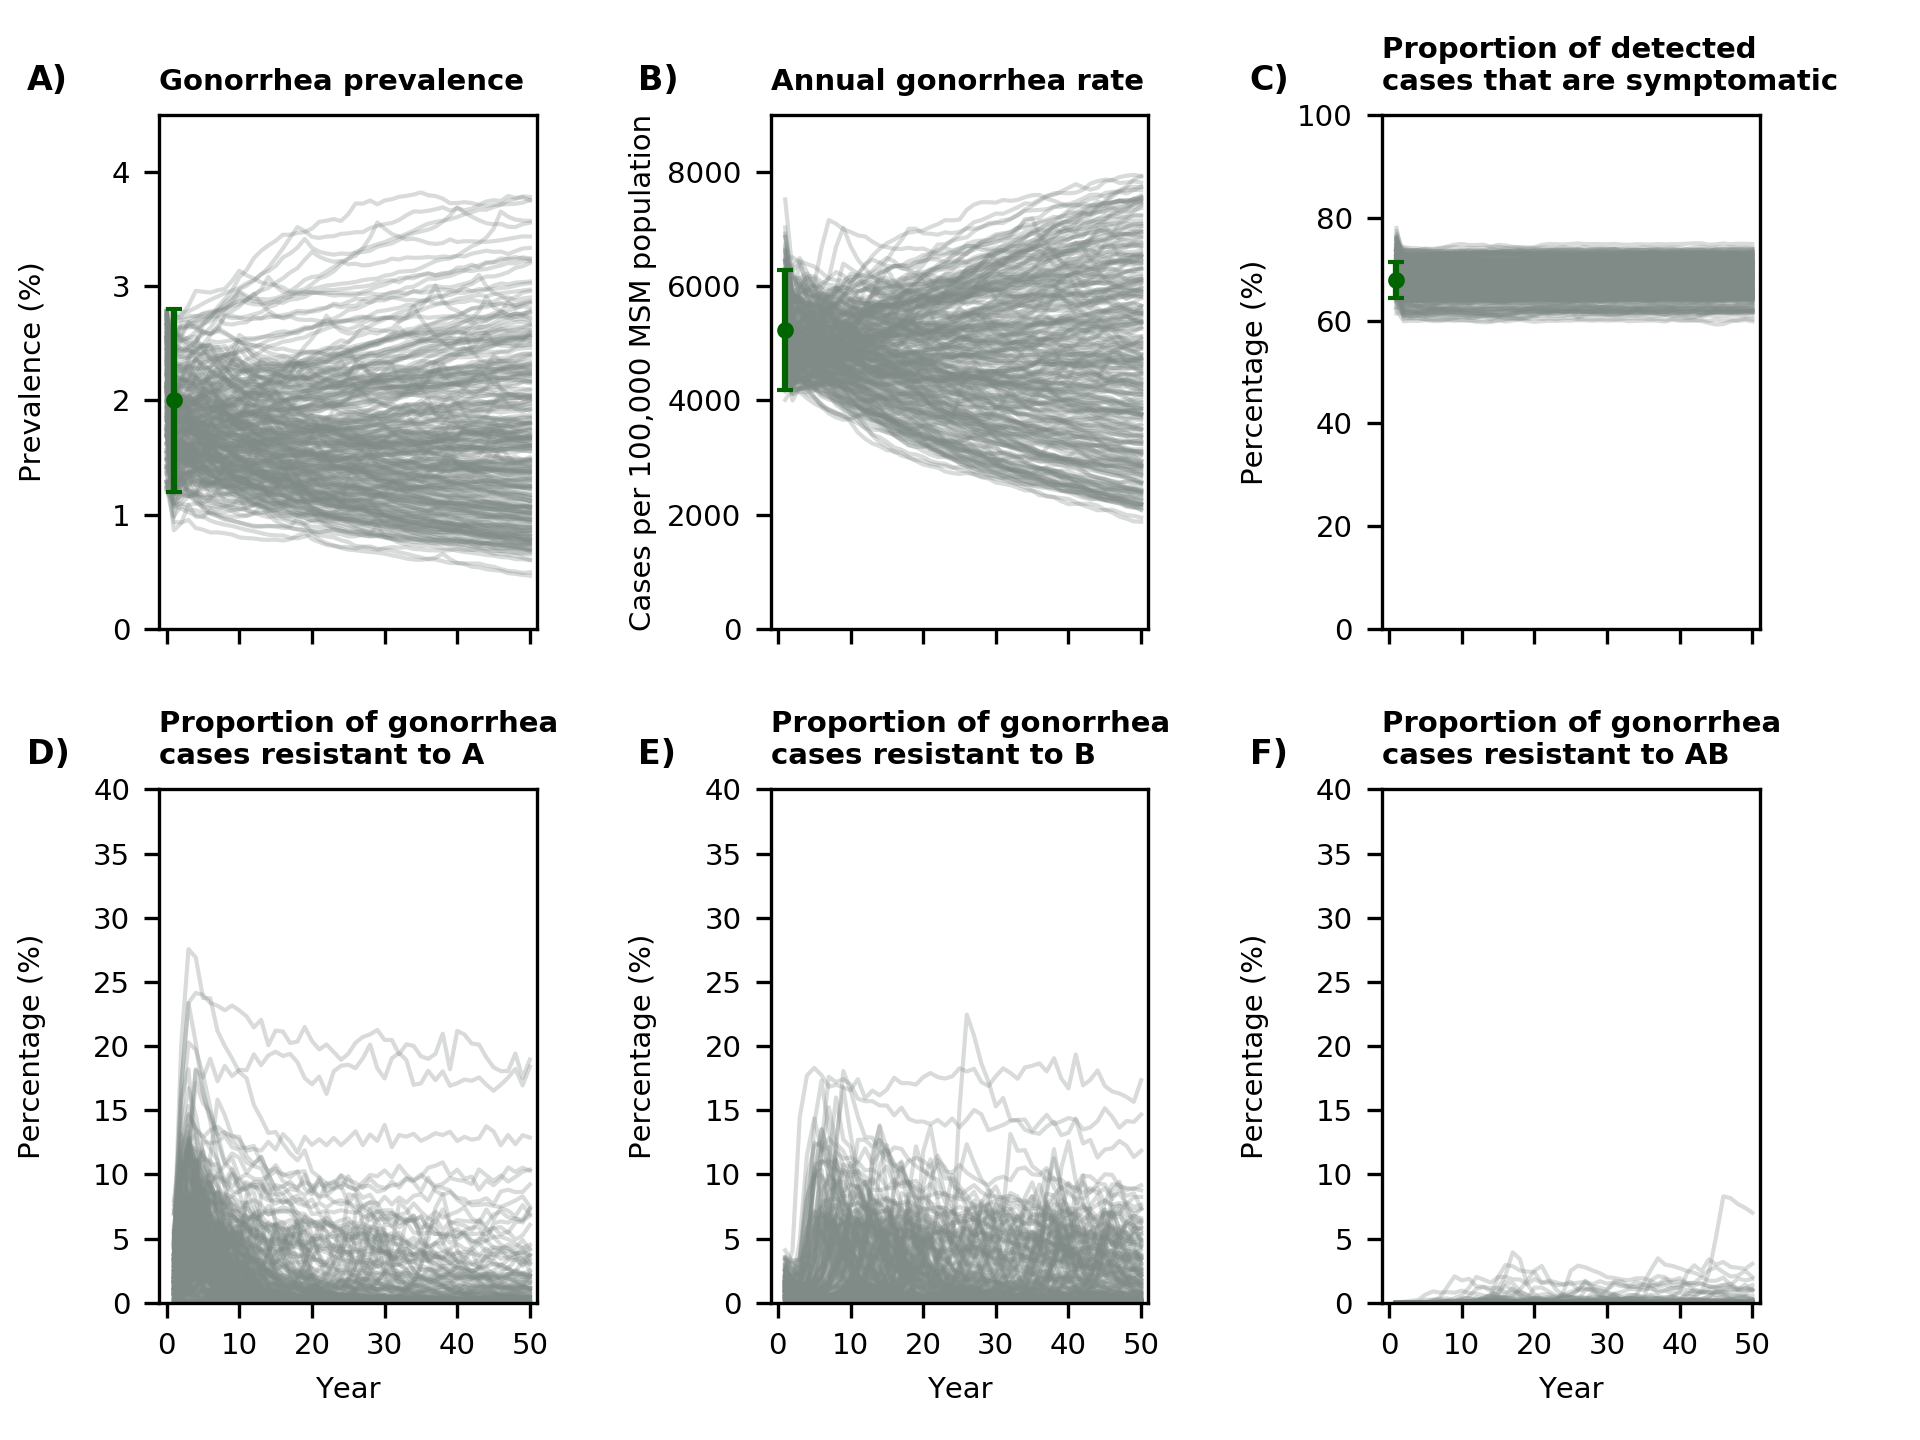 A)
Gonorrhea prevalence
Prevalence (%)
4
3
2
1
0
B)
Annual gonorrhea rate
Cases per 100,000 MSM population
8000
6000
4000
2000
0
C)
Proportion of detected
cases that are symptomatic
Percentage (%)
100
80
60
40
20
0
D)
Proportion of gonorrhea
cases resistant to A
Percentage (%)
40
35
30
25
20
15
10
5
0
0 10 20 30 40 50
Year
E)
Proportion of gonorrhea
cases resistant to B
Percentage (%)
40
35
30
25
20
15
10
5
0
0 10 20 30 40 50
Year
F)
Proportion of gonorrhea
cases resistant to AB
Percentage (%)
40
35
30
25
20
15
10
5
0
0 10 20 30 40 50
Year